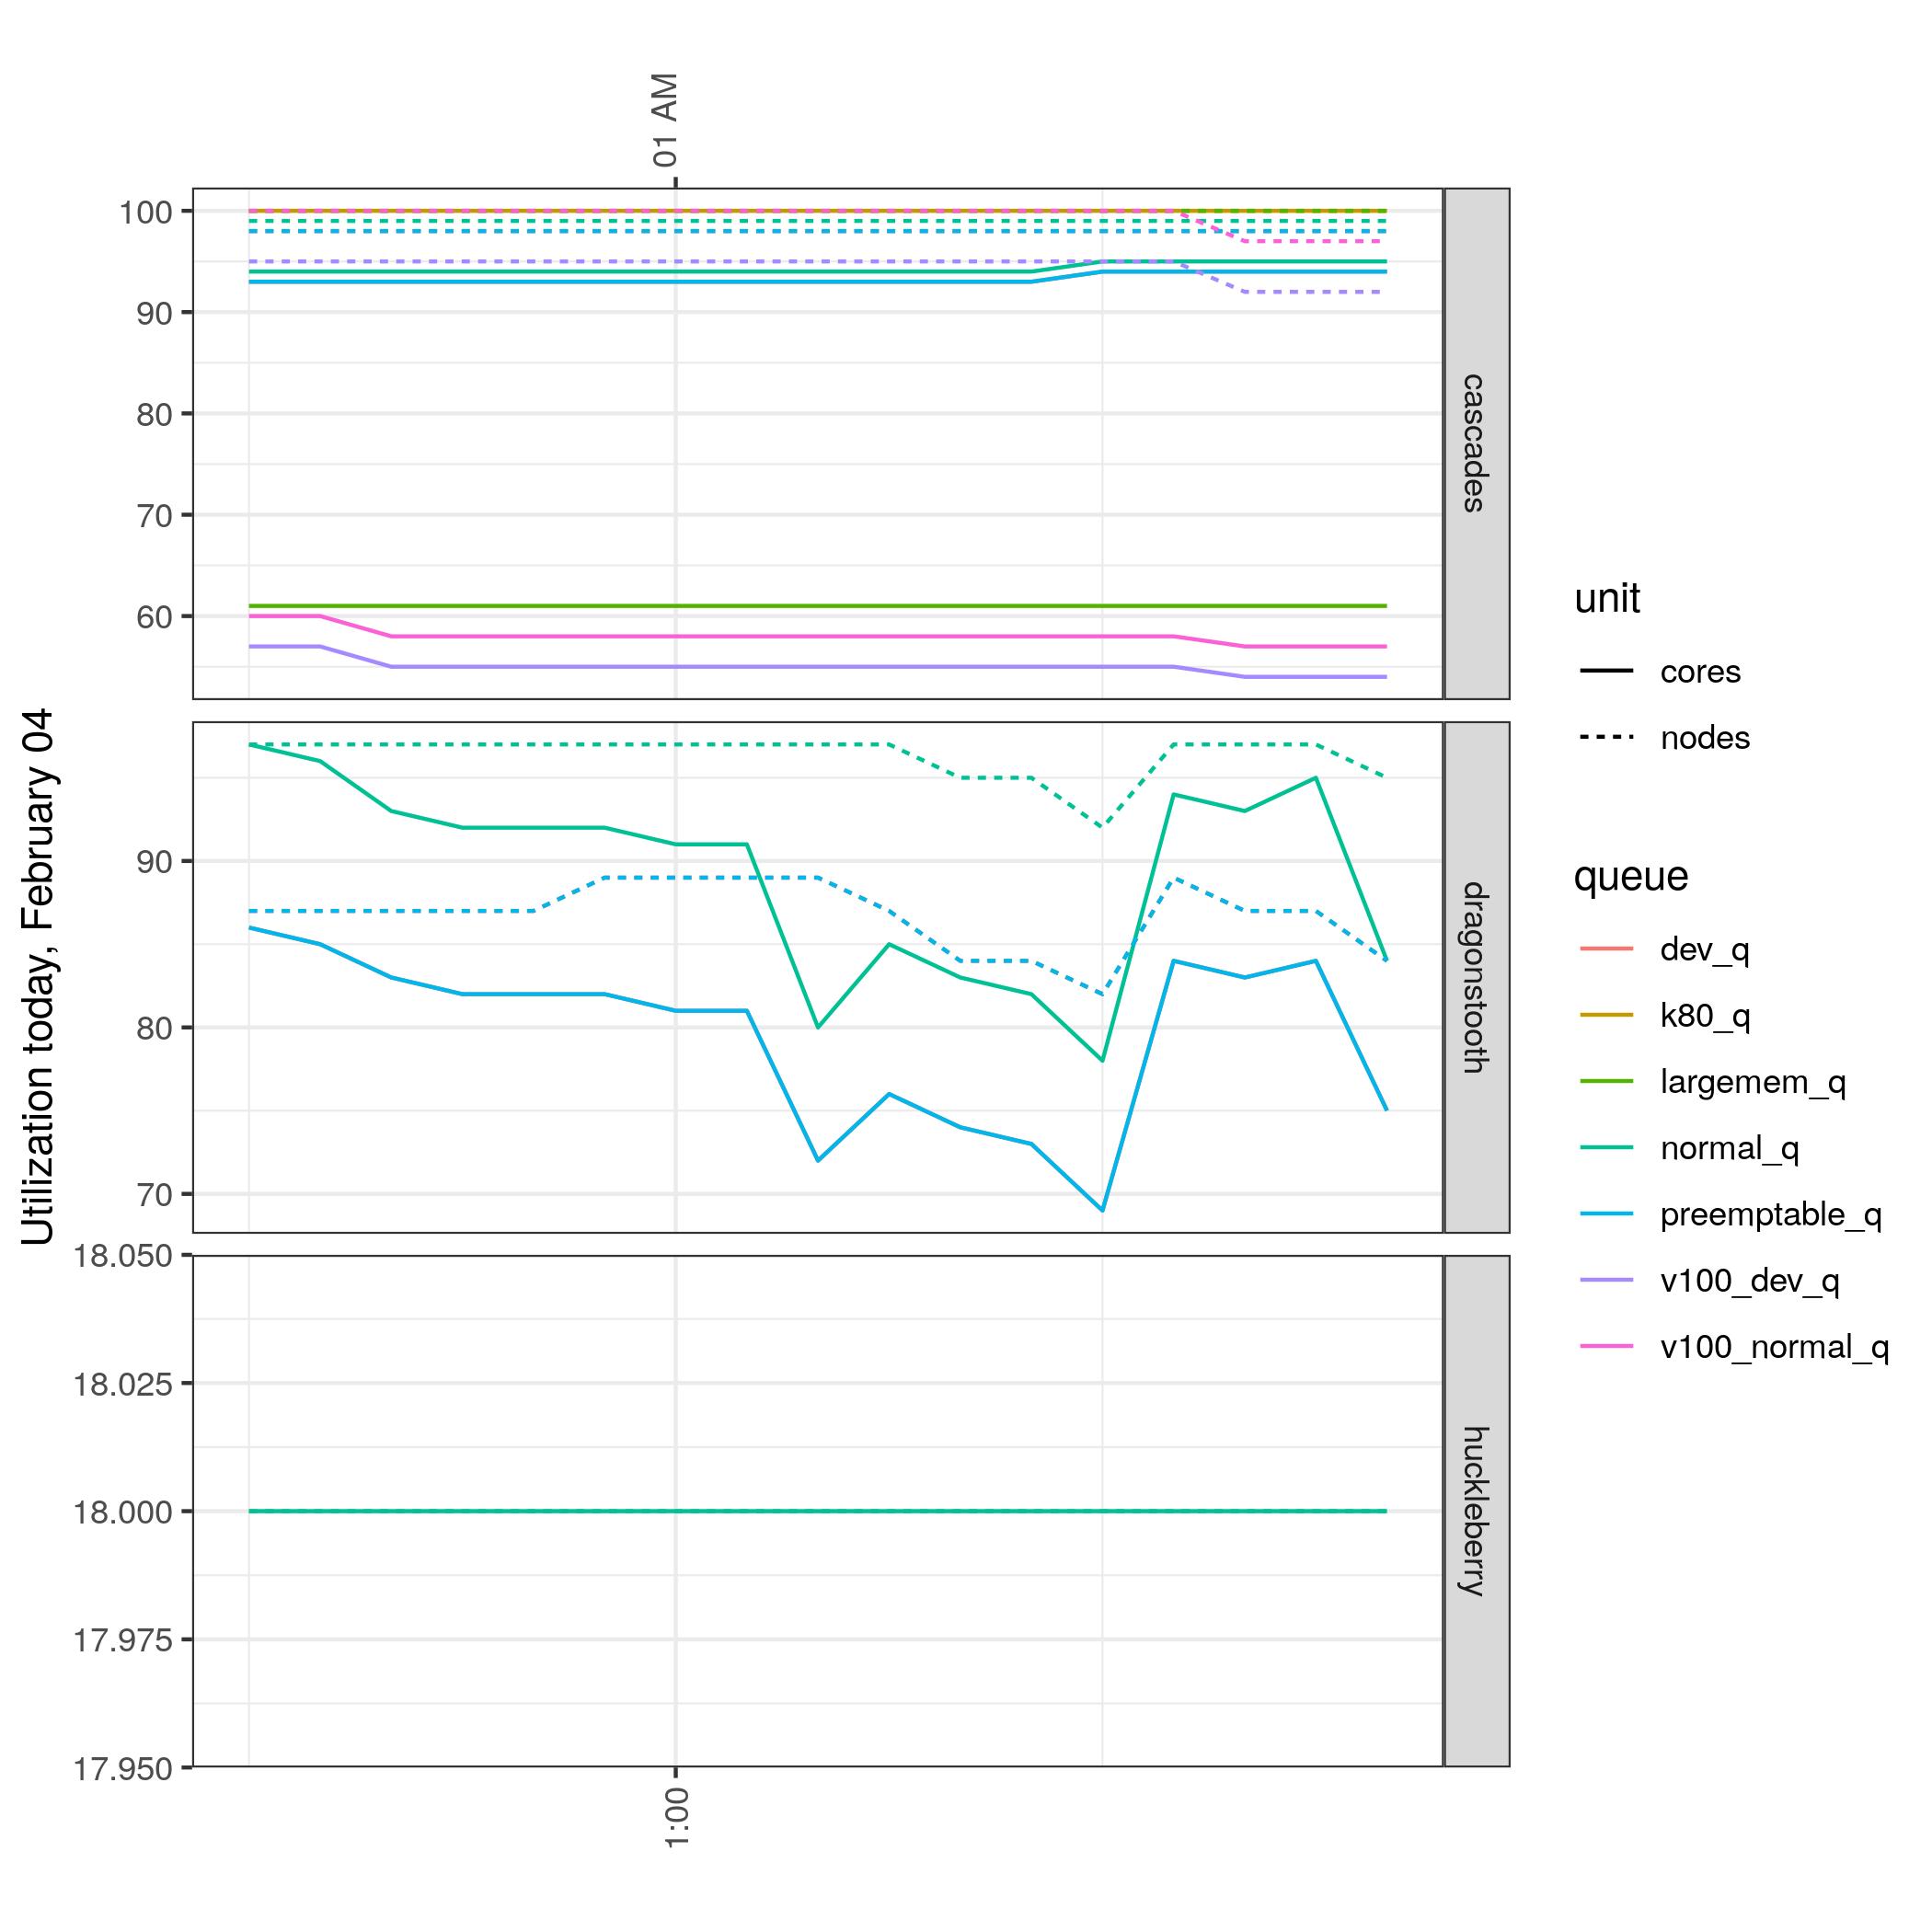 01 AM
100
90
80
70
60
cascades
90
80
70
dragonstooth
18.050
18.025
18.000
17.975
17.950
huckleberry
1:00
Utilization today, February 04
unit
cores
nodes
queue
dev_q
k80_q
largemem_q
normal_q
preemptable_q
v100_dev_q
v100_normal_q